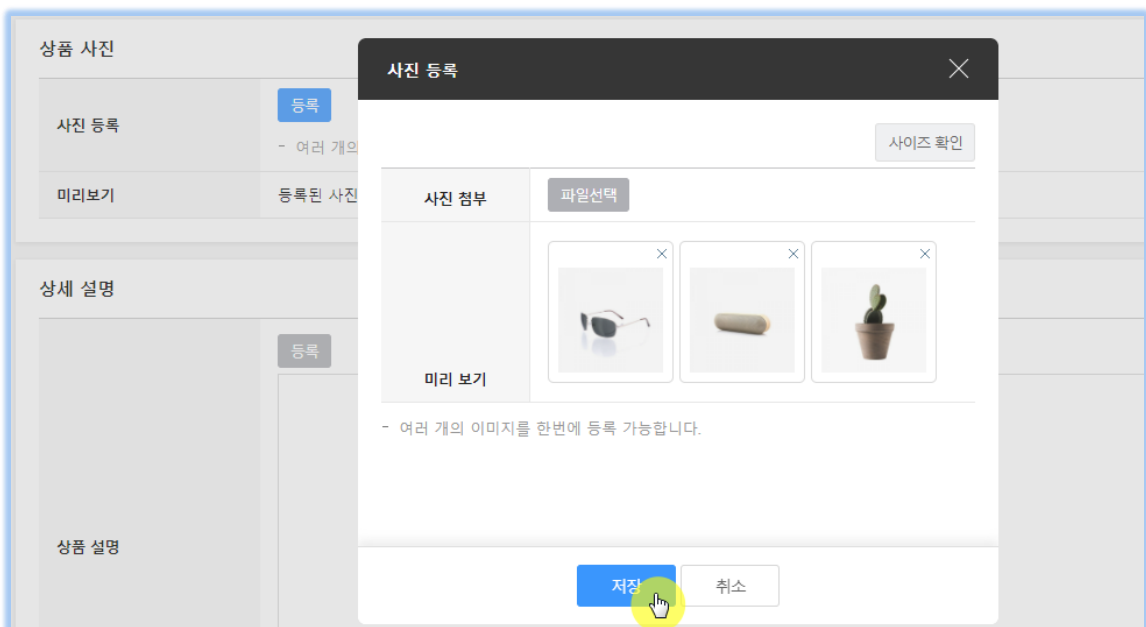 상품 사진
사진 등록
등록
- 여러 개의
미리보기
등록된 사진
상세 설명
등록
상품 설명
사진 등록
사이즈 확인
사진 첨부
파일선택
미리 보기
- 여러 개의 이미지를 한번에 등록 가능합니다.
저장
취소